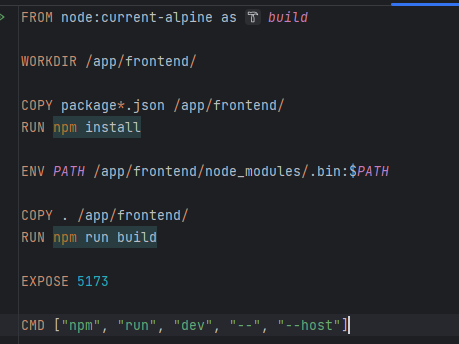 FROM node:current-alpine as build
WORKDIR /app/frontend/
COPY package*.json /app/frontend/
RUN npm install
ENV PATH /app/frontend/node_modules/.bin:$PATH
COPY . /app/frontend/
RUN npm run build
EXPOSE 5173
CMD ["npm", "run", "dev", "--", "--host"]